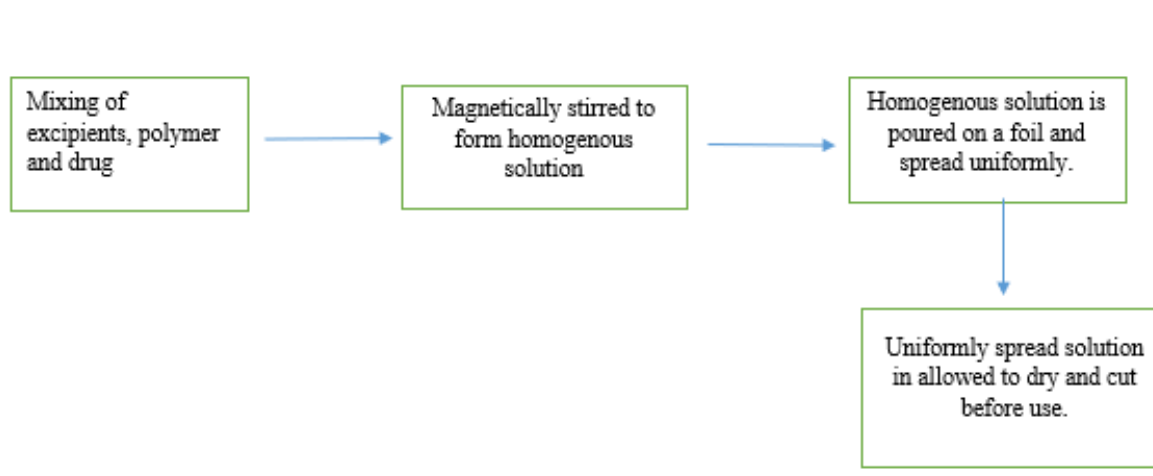 Mixing of
excipients, polymer
and drug
Magnetically stirred to
form homogenous
solution
Homogenous solution is
poured on a foil and
spread uniformly.
Uniformly spread solution
in allowed to dry and cut
before use.